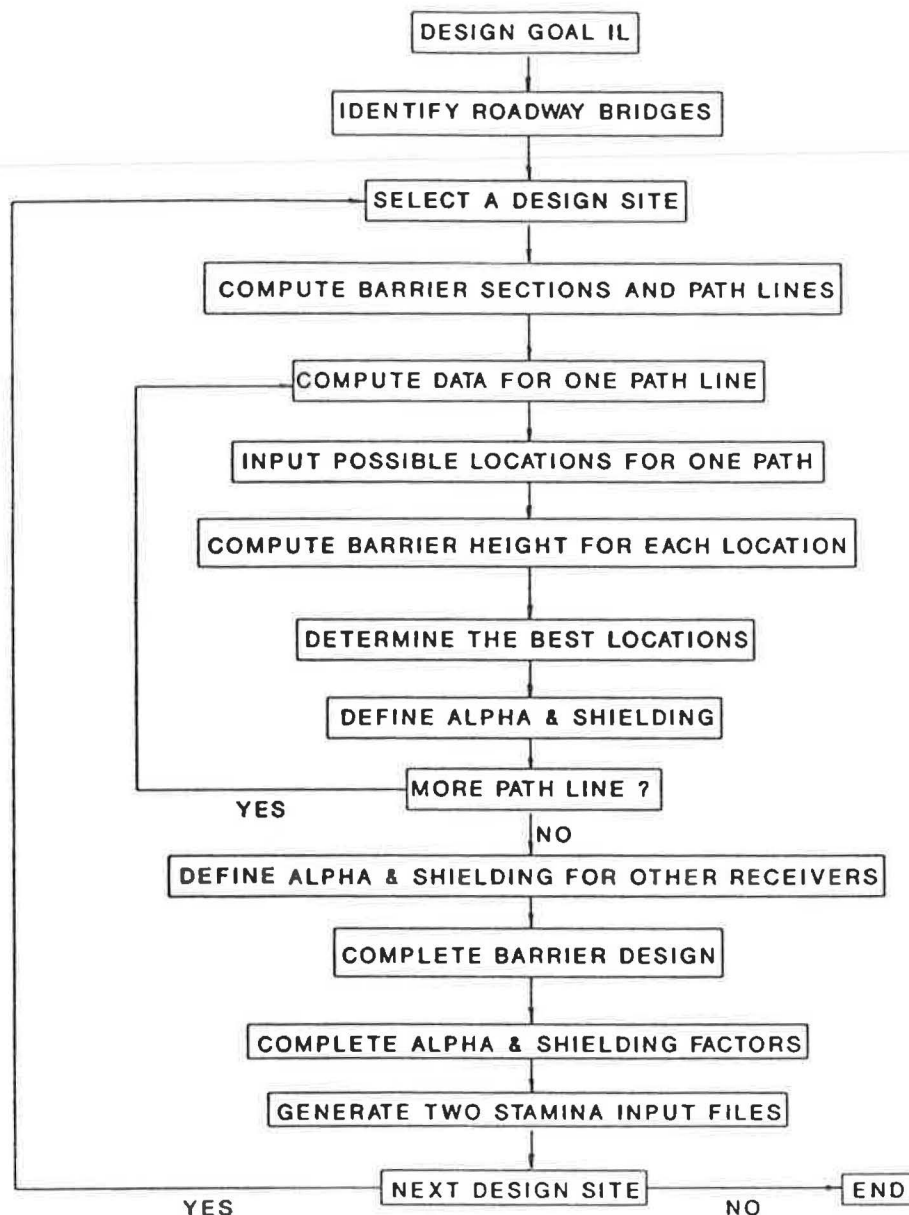 DESIGN GOAL IL
IDENTIFY ROADWAY BRIDGES
SELECT A DESIGN SITE
COMPUTE BARRIER SECTIONS AND PATH LINES
COMPUTE DATA FOR ONE PATH LINE
INPUT POSSIBLE LOCATIONS FOR ONE PATH
COMPUTE BARRIER HEIGHT FOR EACH LOCATION
DETERMINE THE BEST LOCATIONS
DEFINE ALPHA & SHIELDING
MORE PATH LINE ?
YES
NO
DEFINE ALPHA & SHIELDING FOR OTHER RECEIVERS
COMPLETE BARRIER DESIGN
COMPLETE ALPHA & SHIELDING FACTORS
GENERATE TWO STAMINA INPUT FILES
NEXT DESIGN SITE
END
YES
NO